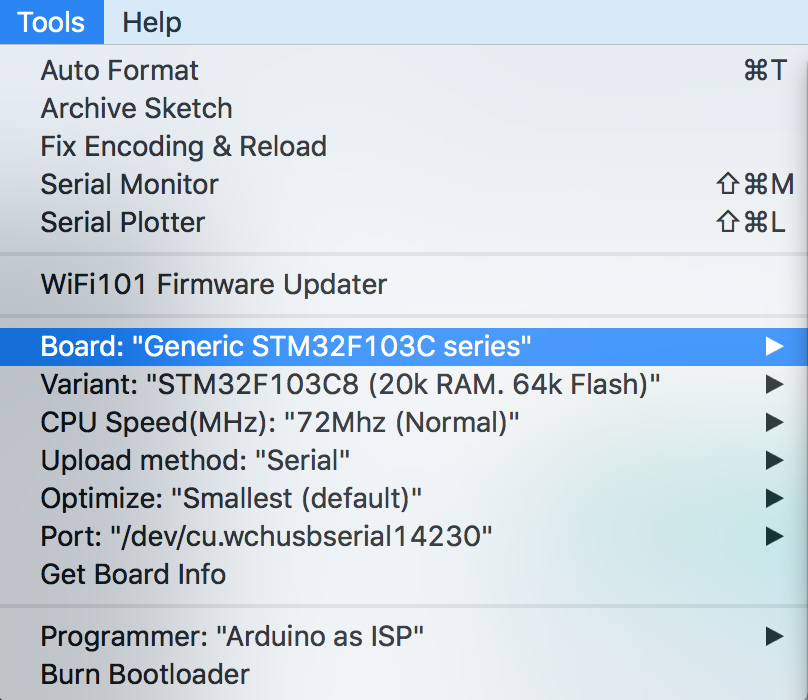 Tools Help
Auto Format ⌘T
Archive Sketch
Fix Encoding & Reload
Serial Monitor ⇧⌘M
Serial Plotter ⇧⌘L
WiFi101 Firmware Updater
Board: "Generic STM32F103C series" ▶
Variant: "STM32F103C8 (20k RAM. 64k Flash)" ▶
CPU Speed(MHz): "72Mhz (Normal)" ▶
Upload method: "Serial" ▶
Optimize: "Smallest (default)" ▶
Port: "/dev/cu.wchusbserial14230" ▶
Get Board Info
Programmer: "Arduino as ISP" ▶
Burn Bootloader